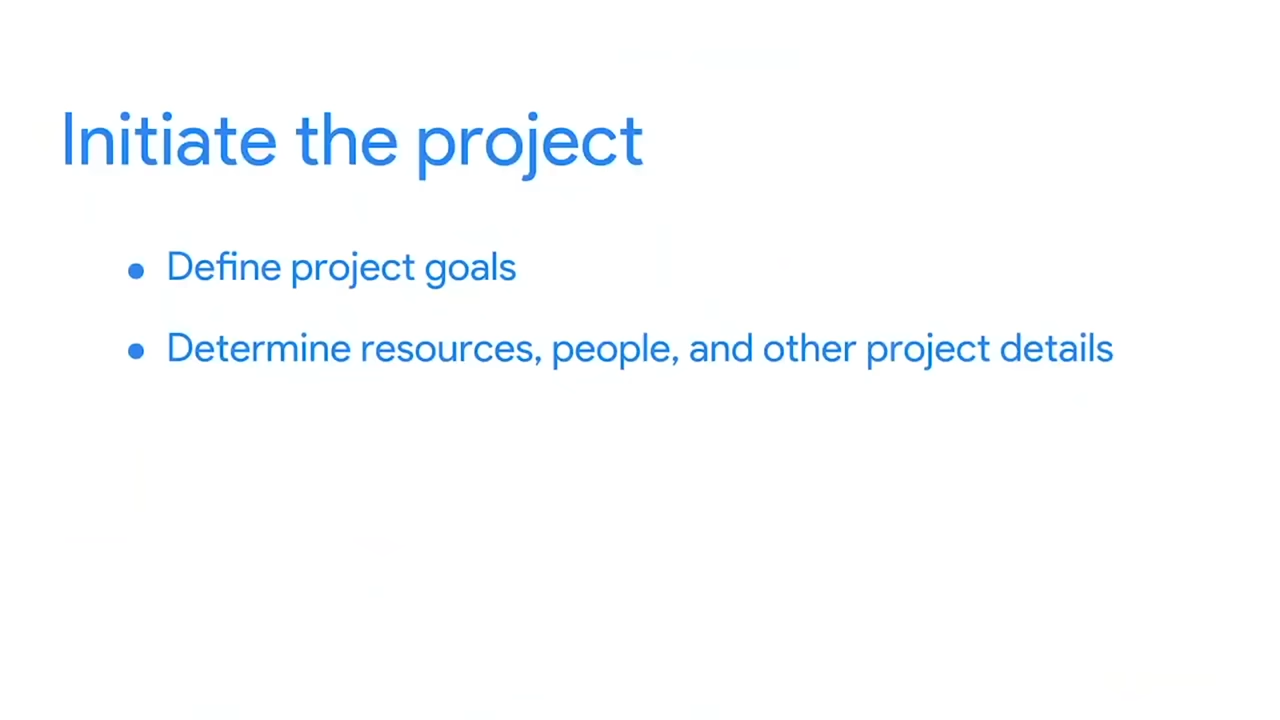 Initiate the project
• Define project goals
• Determine resources, people, and other project details